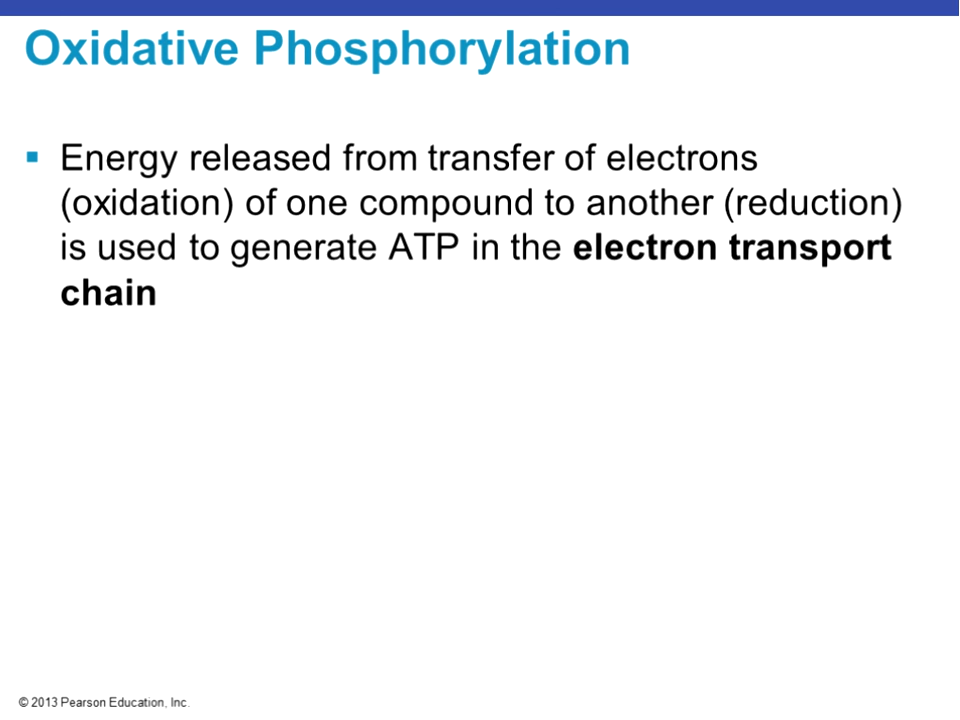 Oxidative Phosphorylation
▪ Energy released from transfer of electrons
(oxidation) of one compound to another (reduction)
is used to generate ATP in the electron transport
chain
© 2013 Pearson Education, Inc.